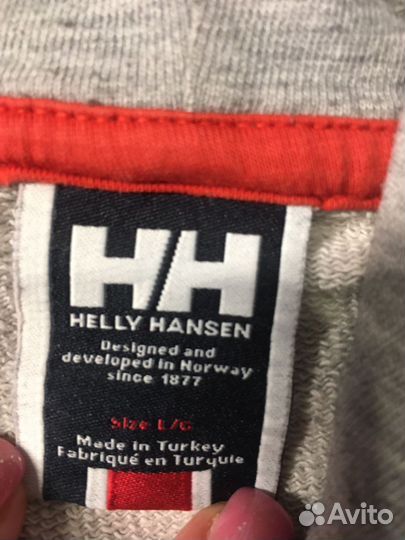 HH
HELLY HANSEN
Designed and
developed in Norway
since 1877
Size L/G
Made in Turkey
Fabriqué en Turquie
Avito